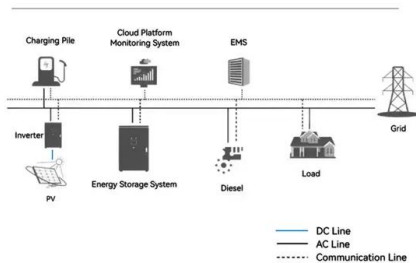 Charging Pile
Cloud Platform
Monitoring System
EMS
Grid
Inverter
PV
Energy Storage System
Diesel
Load
DC Line
AC Line
Communication Line